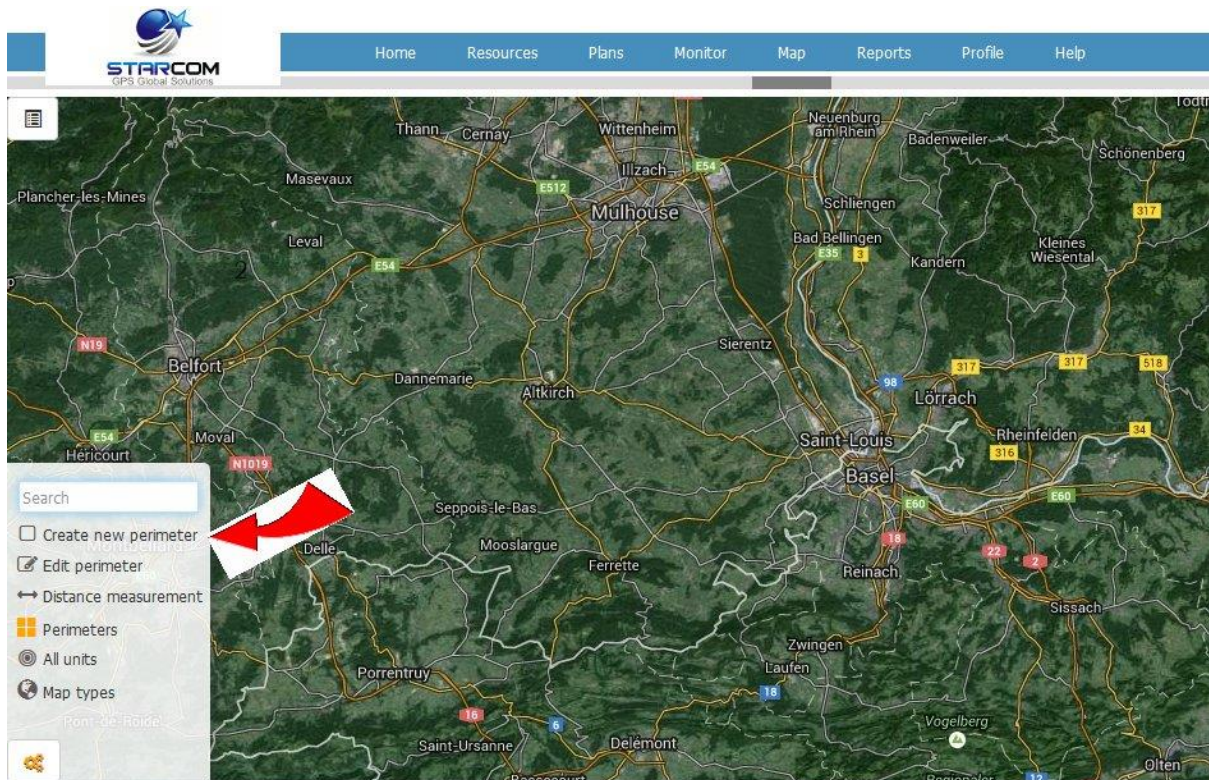 STARCOM
GPS Global Solutions
Home Resources Plans Monitor Map Reports Profile Help
Thann
Cernay
Wittenheim
Neuenburg
am Rhein
Badenweiler
Schönenberg
Illzach
E54
Masevaux
E512
Plancher-les-Mines
Mulhouse
Schliengen
317
Leval
2
Bad Bellingen
E35
3
Kleines
Wiesental
Kandern
E54
N19
Sierentz
Belfort
317
317
518
Dannemarie
Altkirch
98
Lörrach
E54
Moval
Saint-Louis
Rheinfelden
34
Héricourt
N1019
316
Basel
Search
Seppois-le-Bas
E60
E60
Create new perimeter
Delle
Mooslargue
18
22
2
Edit perimeter
Ferrette
Reinach
Distance measurement
Sissach
Perimeters
All units
Zwingen
Map types
Porrentruy
Laufen
18
Pont-de-Roide
16
6
Vogelberg
Saint-Ursanne
Delémont
Olten
12